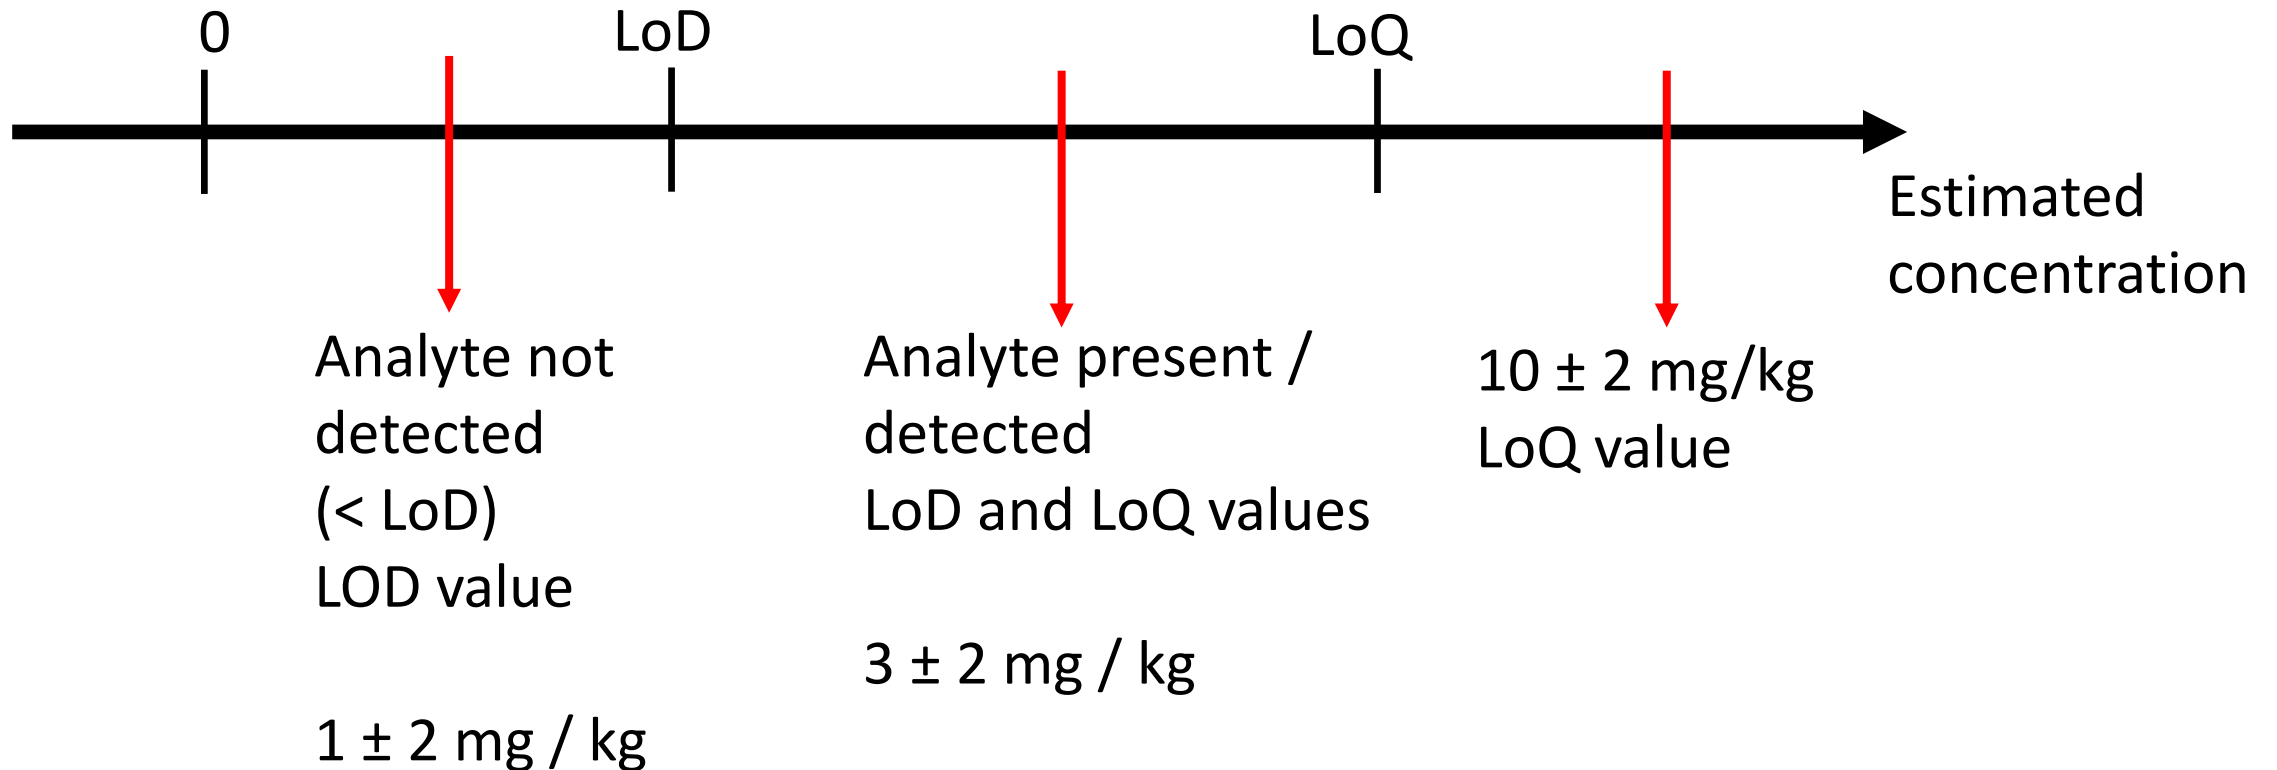 0
LoD
LoQ
Estimated
concentration
Analyte not
detected
(< LoD)
LOD value
1 ± 2 mg / kg
Analyte present /
detected
LoD and LoQ values
3 ± 2 mg / kg
10 ± 2 mg/kg
LoQ value